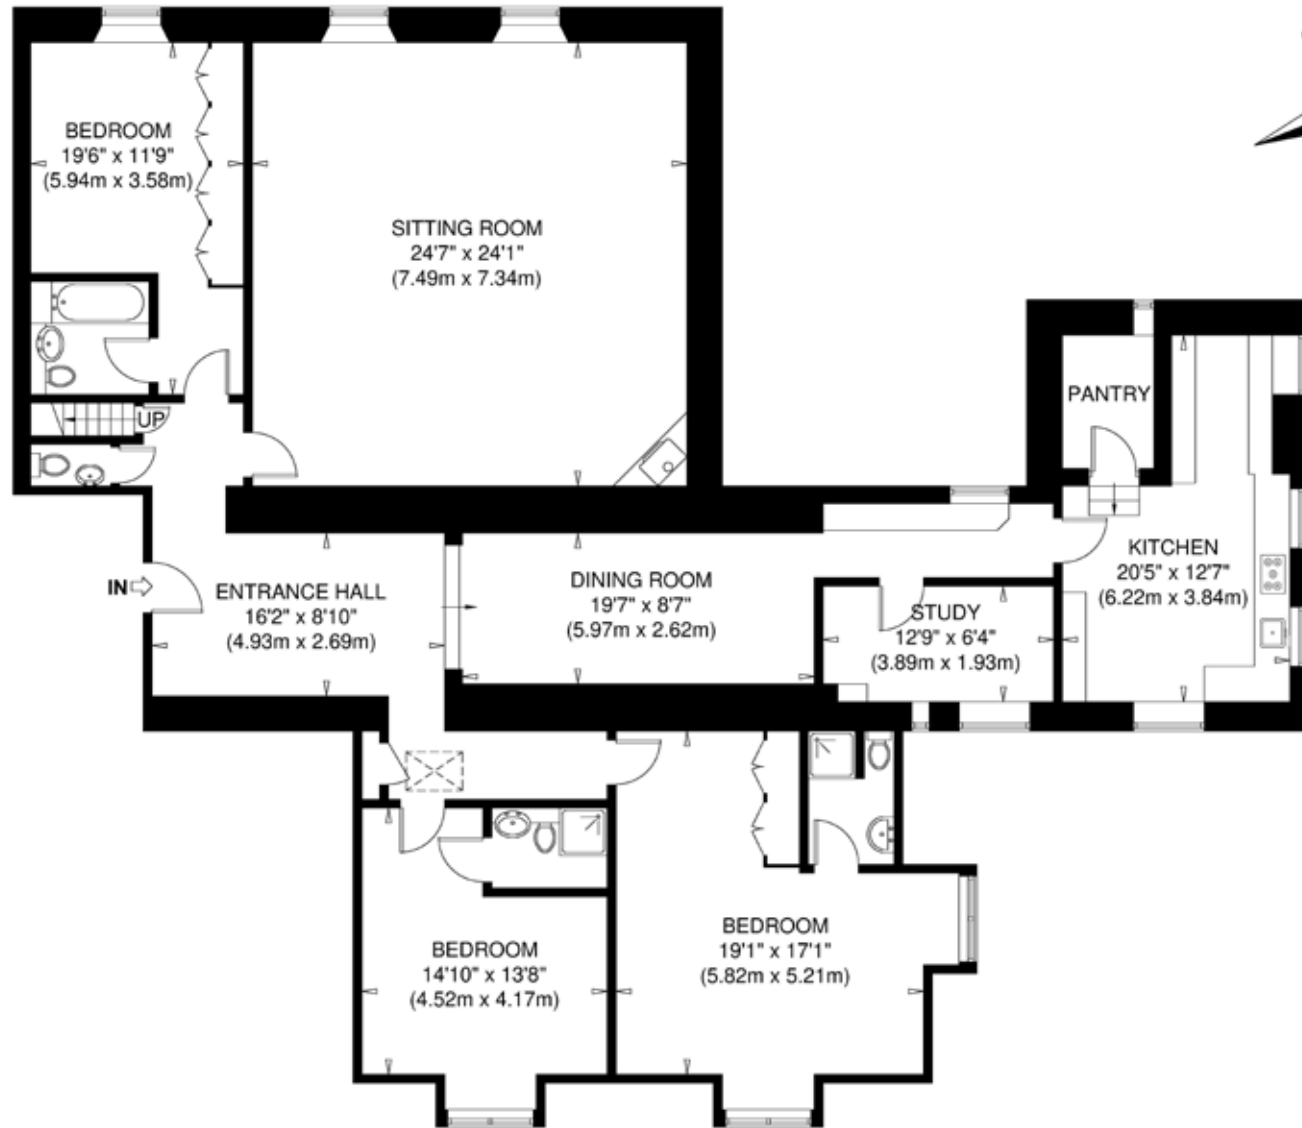 BEDROOM
19'6" x 11'9"
(5.94m x 3.58m)
SITTING ROOM
24'7" x 24'1"
(7.49m x 7.34m)
UP
PANTRY
IN
ENTRANCE HALL
16'2" x 8'10"
(4.93m x 2.69m)
DINING ROOM
19'7" x 8'7"
(5.97m x 2.62m)
STUDY
12'9" x 6'4"
(3.89m x 1.93m)
KITCHEN
20'5" x 12'7"
(6.22m x 3.84m)
BEDROOM
14'10" x 13'8"
(4.52m x 4.17m)
BEDROOM
19'1" x 17'1"
(5.82m x 5.21m)